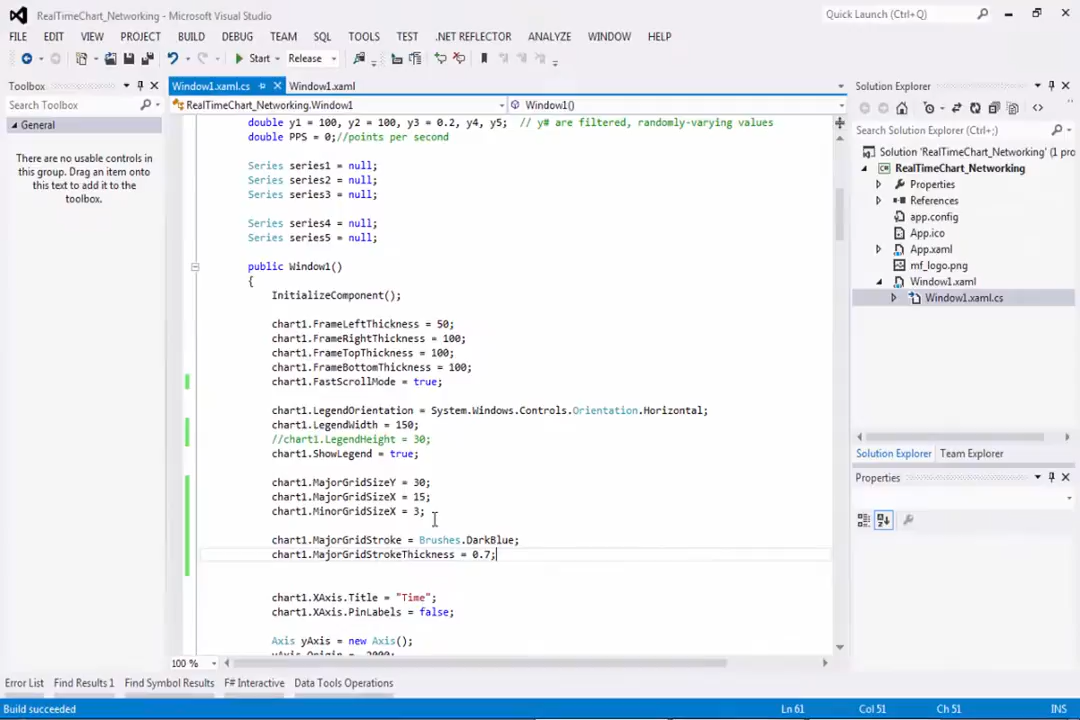 RealTimeChart_Networking - Microsoft Visual Studio
Quick Launch (Ctrl+Q)
FILE EDIT VIEW PROJECT BUILD DEBUG TEAM SQL TOOLS TEST .NET REFLECTOR ANALYZE WINDOW HELP
Start Release
Toolbox
Search Toolbox
General
There are no usable controls in
this group. Drag an item onto
this text to add it to the
toolbox.
Window1.xaml.cs Window1.xaml
RealTimeChart_Networking.Window1 Window1()
double y1 = 100, y2 = 100, y3 = 0.2, y4, y5; // y# are filtered, randomly-varying values
double PPS = 0;//points per second
Series series1 = null;
Series series2 = null;
Series series3 = null;
Series series4 = null;
Series series5 = null;
public Window1()
{
InitializeComponent();
chart1.FrameLeftThickness = 50;
chart1.FrameRightThickness = 100;
chart1.FrameTopThickness = 100;
chart1.FrameBottomThickness = 100;
chart1.FastScrollMode = true;
chart1.LegendOrientation = System.Windows.Controls.Orientation.Horizontal;
chart1.LegendWidth = 150;
//chart1.LegendHeight = 30;
chart1.ShowLegend = true;
chart1.MajorGridSizeY = 30;
chart1.MajorGridSizeX = 15;
chart1.MinorGridSizeX = 3;
chart1.MajorGridStroke = Brushes.DarkBlue;
chart1.MajorGridStrokeThickness = 0.7;
chart1.XAxis.Title = "Time";
chart1.XAxis.PinLabels = false;
Axis yAxis = new Axis();
100 %
Solution Explorer
Search Solution Explorer (Ctrl+;)
Solution 'RealTimeChart_Networking' (1 pro
RealTimeChart_Networking
Properties
References
app.config
App.ico
App.xaml
mf_logo.png
Window1.xaml
Window1.xaml.cs
Solution Explorer Team Explorer
Properties
Error List Find Results 1 Find Symbol Results F# Interactive Data Tools Operations
Build succeeded Ln 61 Col 51 Ch 51 INS